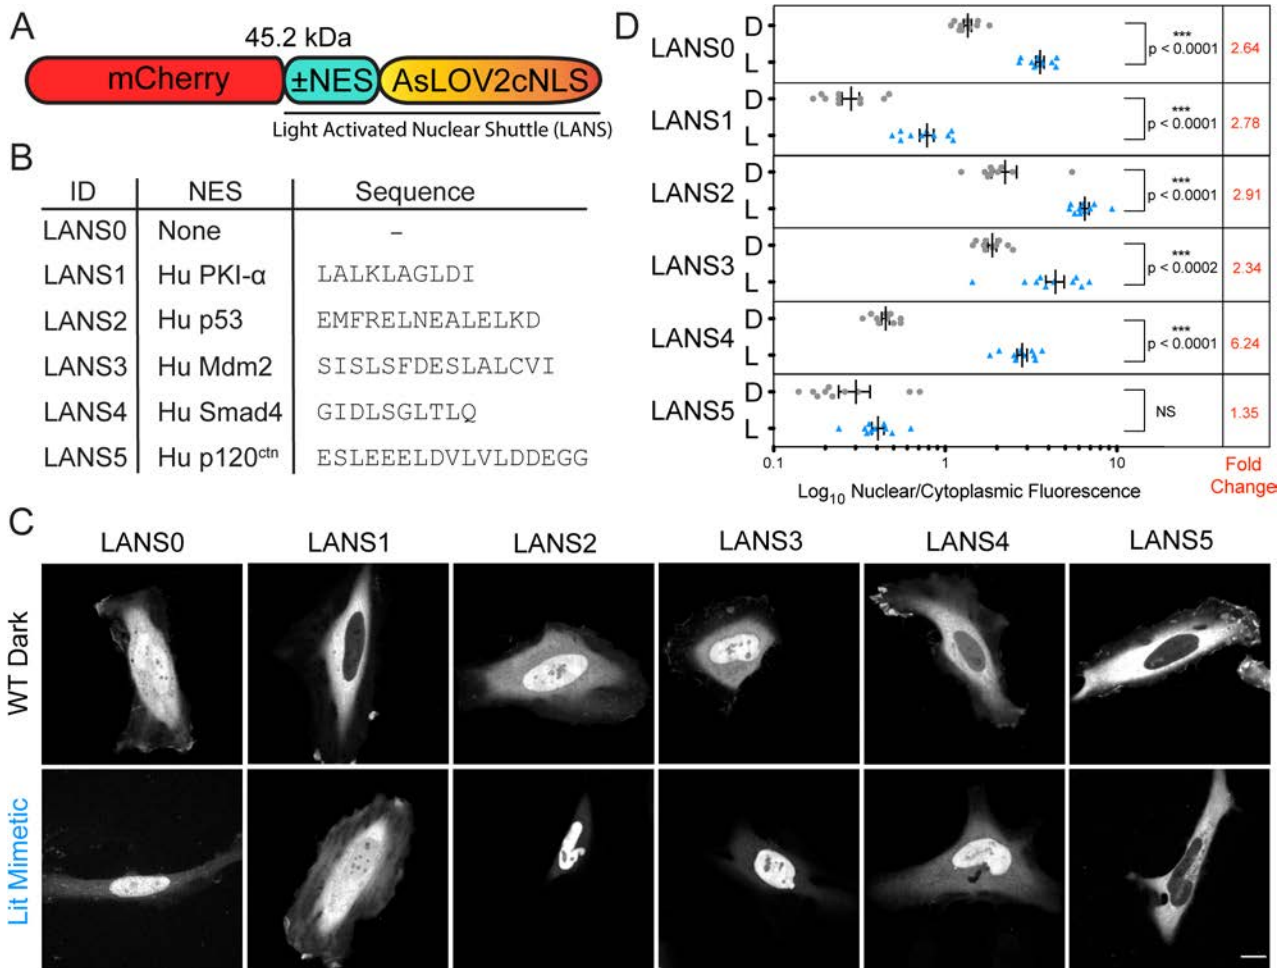 A
45.2 kDa
mCherry ±NES AsLOV2cNLS
Light Activated Nuclear Shuttle (LANS)
B
ID NES Sequence
LANS0 None –
LANS1 Hu PKI-α LALKLAGLDI
LANS2 Hu p53 EMFRELNEALELKD
LANS3 Hu Mdm2 SISLSFDESLALCVI
LANS4 Hu Smad4 GIDLSGLTLQ
LANS5 Hu p120ctn ESLEEELDVLVLDDEGG
D
LANS0 D L *** p < 0.0001 2.64
LANS1 D L *** p < 0.0001 2.78
LANS2 D L *** p < 0.0001 2.91
LANS3 D L *** p < 0.0002 2.34
LANS4 D L *** p < 0.0001 6.24
LANS5 D L NS 1.35
0.1 1 10
Log10 Nuclear/Cytoplasmic Fluorescence
Fold
Change
C
LANS0 LANS1 LANS2 LANS3 LANS4 LANS5
WT Dark
Lit Mimetic